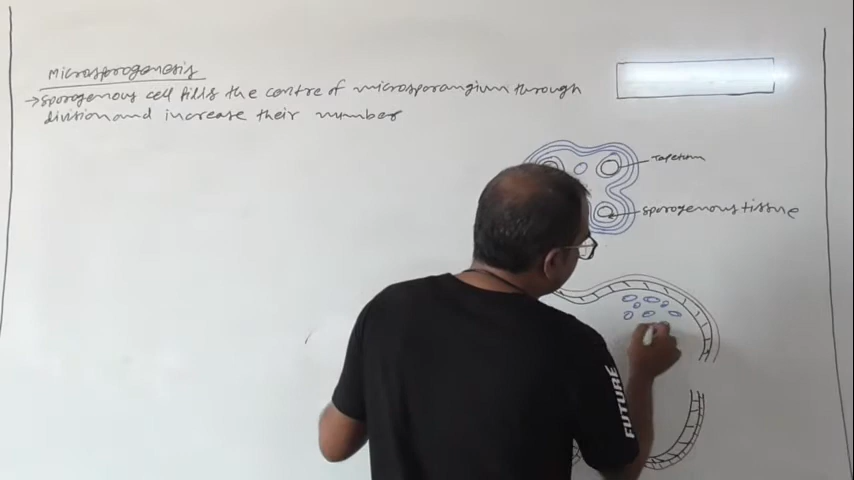 Microsporogenesis
→ sporogenous cell fills the centre of microsporangium through
division and increase their number
Tapetum
sporogenous tissue
FUTURE